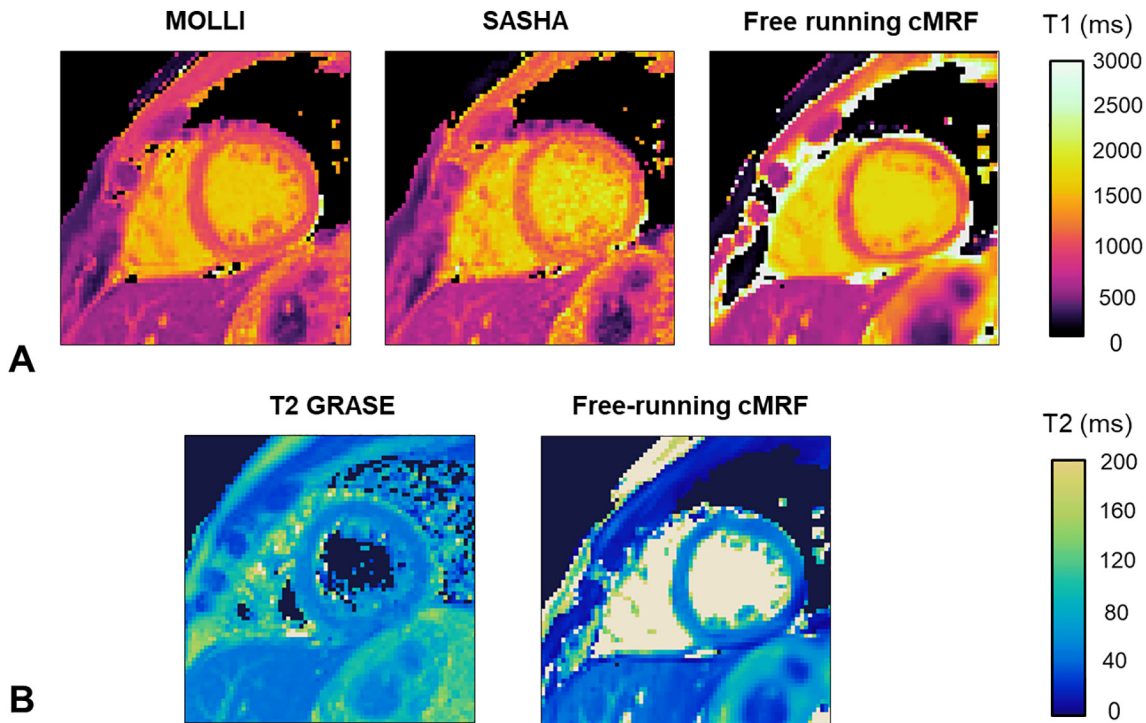 MOLLI
SASHA
Free running cMRF
T1 (ms)
3000
2500
2000
1500
1000
500
0
A
T2 GRASE
Free-running cMRF
T2 (ms)
200
160
120
80
40
0
B